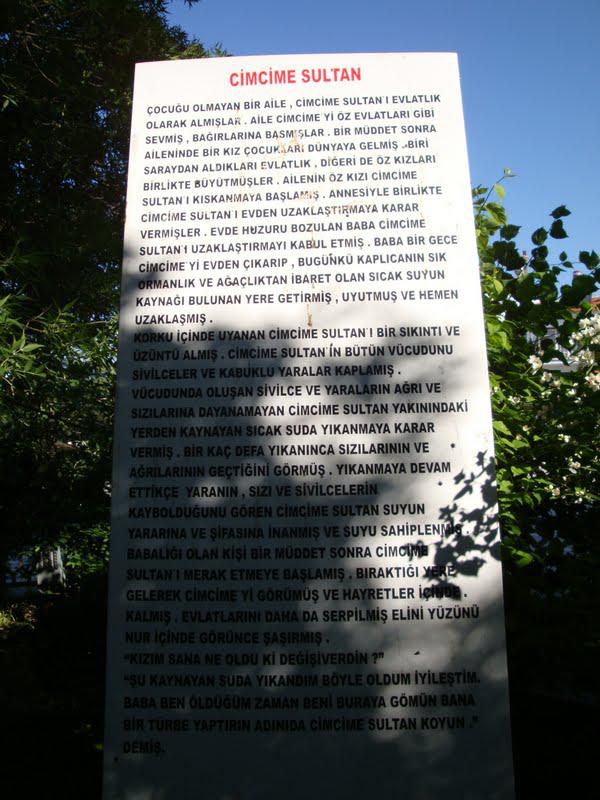 CİMCİME SULTAN
ÇOCUĞU OLMAYAN BİR AİLE , CİMCİME SULTAN'I EVLATLIK
OLARAK ALMIŞLAR . AİLE CİMCİME YI ÖZ EVLATLARI GİBİ
SEVMİŞ , BAĞIRLARINA BASMIŞLAR . BİR MÜDDET SONRA
AİLENİNDE BİR KIZ ÇOCUKLARI DÜNYAYA GELMİŞ .BİRİ
SARAYDAN ALDIKLARI EVLATLIK , DİĞERİ DE ÖZ KIZLARI
BİRLİKTE BÜYÜTMÜŞLER . AİLENİN ÖZ KIZI CİMCİME
SULTAN'I KISKANMAYA BAŞLAMIŞ . ANNESİYLE BİRLİKTE
CİMCİME SULTAN'I EVDEN UZAKLAŞTIRMAYA KARAR
VERMİŞLER . EVDE HUZURU BOZULAN BABA CİMCİME
SULTAN'I UZAKLAŞTIRMAYI KABUL ETMİŞ . BABA BİR GECE
CİMCİME'Yİ EVDEN ÇIKARIP , BUGÜNKÜ KAPLICANIN SIK
ORMANLIK VE AĞAÇLIKTAN İBARET OLAN SICAK SUYUN
KAYNAĞI BULUNAN YERE GETİRMİŞ , UYUTMUŞ VE HEMEN
UZAKLAŞMIŞ .
KORKU İÇİNDE UYANAN CİMCİME SULTAN'I BİR SIKINTI VE
ÜZÜNTÜ ALMIŞ . CİMCİME SULTAN'IN BÜTÜN VÜCUDUNU
SİVİLCELER VE KABUKLU YARALAR KAPLAMIŞ .
VÜCUDUNDA OLUŞAN SİVİLCE VE YARALARIN AĞRI VE
SIZILARINA DAYANAMAYAN CİMCİME SULTAN YAKININDAKİ
YERDEN KAYNAYAN SICAK SUDA YIKANMAYA KARAR
VERMİŞ . BİR KAÇ DEFA YIKANINCA SIZILARININ VE
AĞRILARININ GEÇTİĞİNİ GÖRMÜŞ . YIKANMAYA DEVAM
ETTİKÇE YARANIN , SIZI VE SİVİLCELERİN
KAYBOLDUĞUNU GÖREN CİMCİME SULTAN SUYUN
YARARINA VE ŞİFASINA İNANMIŞ VE SUYU SAHİPLENMİŞ .
BABALIĞI OLAN KİŞİ BİR MÜDDET SONRA CİMCİME
SULTAN'I MERAK ETMEYE BAŞLAMIŞ . BIRAKTIĞI YERE
GELEREK CİMCİME'Yİ GÖRÜMÜŞ VE HAYRETLER İÇİNDE .
KALMIŞ . EVLATLARINI DAHA DA SERPİLMİŞ ELİNİ YÜZÜNÜ
NUR İÇİNDE GÖRÜNCE ŞAŞIRMIŞ .
"KIZIM SANA NE OLDU Kİ DEĞİŞİVERDİN ?"
"ŞU KAYNAYAN SUDA YIKANDIM BÖYLE OLDUM İYİLEŞTİM.
BABA BEN ÖLDÜĞÜM ZAMAN BENİ BURAYA GÖMÜN BANA
BİR TÜRBE YAPTIRIN ADINIDA CİMCİME SULTAN KOYUN ."
DEMİŞ.